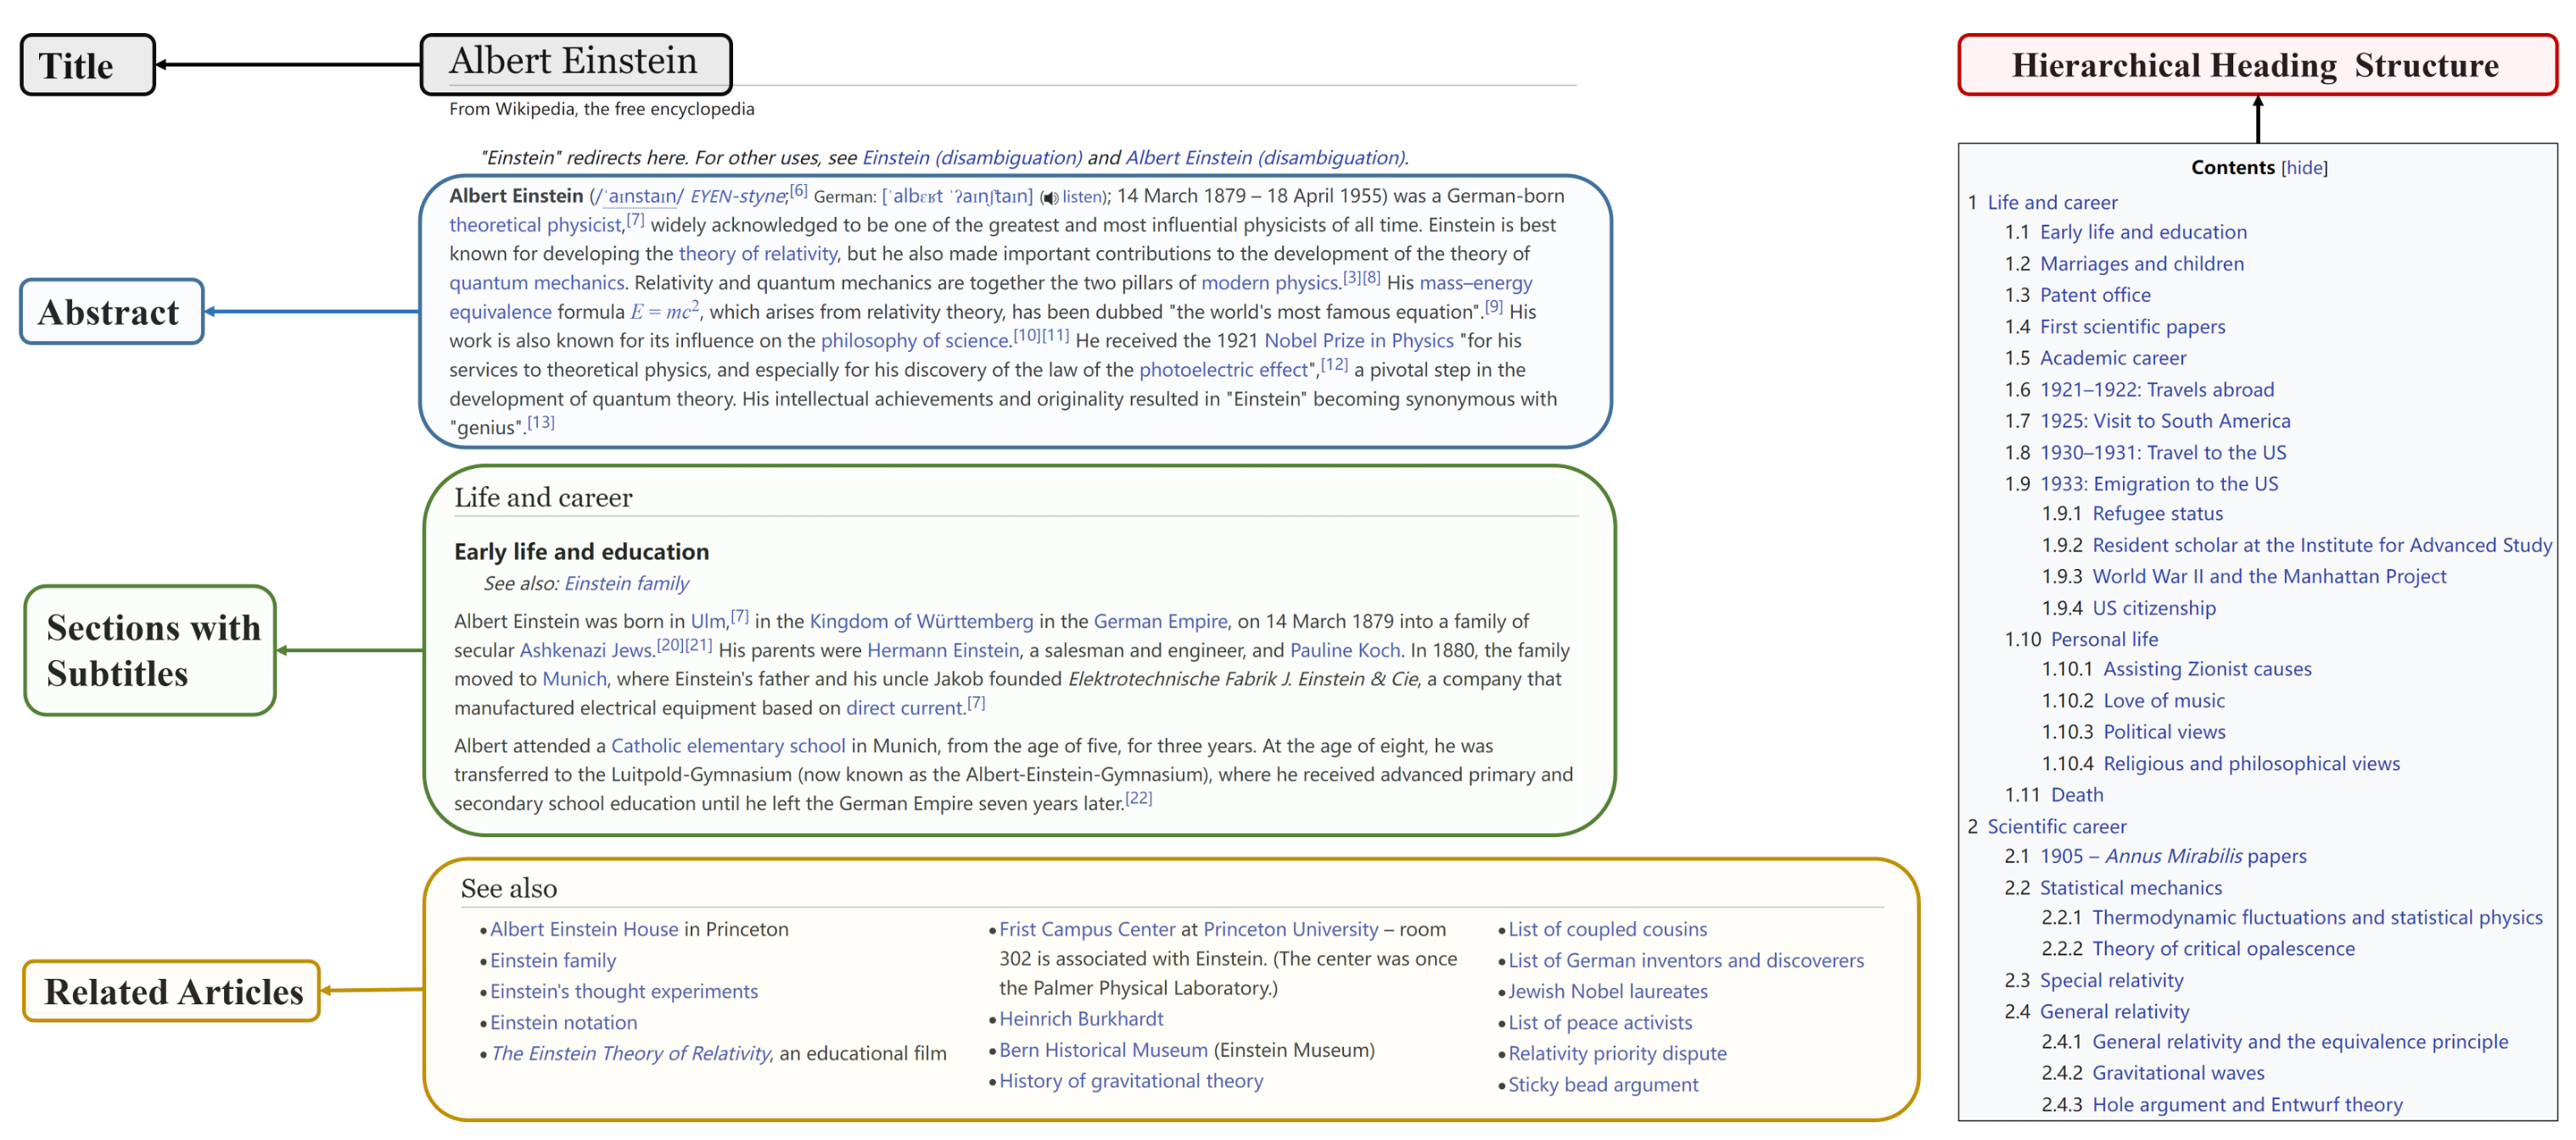 Title
Albert Einstein
From Wikipedia, the free encyclopedia
"Einstein" redirects here. For other uses, see Einstein (disambiguation) and Albert Einstein (disambiguation).
Abstract
Albert Einstein (/ˈaɪnstaɪn/ EYEN-styne;[6] German: [ˈalbɛʁt ˈʔaɪnʃtaɪn] (listen); 14 March 1879 – 18 April 1955) was a German-born
theoretical physicist,[7] widely acknowledged to be one of the greatest and most influential physicists of all time. Einstein is best
known for developing the theory of relativity, but he also made important contributions to the development of the theory of
quantum mechanics. Relativity and quantum mechanics are together the two pillars of modern physics.[3][8] His mass–energy
equivalence formula E = mc², which arises from relativity theory, has been dubbed "the world's most famous equation".[9] His
work is also known for its influence on the philosophy of science.[10][11] He received the 1921 Nobel Prize in Physics "for his
services to theoretical physics, and especially for his discovery of the law of the photoelectric effect",[12] a pivotal step in the
development of quantum theory. His intellectual achievements and originality resulted in "Einstein" becoming synonymous with
"genius".[13]
Sections with
Subtitles
Life and career
Early life and education
See also: Einstein family
Albert Einstein was born in Ulm,[7] in the Kingdom of Württemberg in the German Empire, on 14 March 1879 into a family of
secular Ashkenazi Jews.[20][21] His parents were Hermann Einstein, a salesman and engineer, and Pauline Koch. In 1880, the family
moved to Munich, where Einstein's father and his uncle Jakob founded Elektrotechnische Fabrik J. Einstein & Cie, a company that
manufactured electrical equipment based on direct current.[7]
Albert attended a Catholic elementary school in Munich, from the age of five, for three years. At the age of eight, he was
transferred to the Luitpold-Gymnasium (now known as the Albert-Einstein-Gymnasium), where he received advanced primary and
secondary school education until he left the German Empire seven years later.[22]
Related Articles
See also
• Albert Einstein House in Princeton
• Einstein family
• Einstein's thought experiments
• Einstein notation
• The Einstein Theory of Relativity, an educational film
• Frist Campus Center at Princeton University – room
302 is associated with Einstein. (The center was once
the Palmer Physical Laboratory.)
• Heinrich Burkhardt
• Bern Historical Museum (Einstein Museum)
• History of gravitational theory
• List of coupled cousins
• List of German inventors and discoverers
• Jewish Nobel laureates
• List of peace activists
• Relativity priority dispute
• Sticky bead argument
Hierarchical Heading Structure
Contents [hide]
1 Life and career
1.1 Early life and education
1.2 Marriages and children
1.3 Patent office
1.4 First scientific papers
1.5 Academic career
1.6 1921–1922: Travels abroad
1.7 1925: Visit to South America
1.8 1930–1931: Travel to the US
1.9 1933: Emigration to the US
1.9.1 Refugee status
1.9.2 Resident scholar at the Institute for Advanced Study
1.9.3 World War II and the Manhattan Project
1.9.4 US citizenship
1.10 Personal life
1.10.1 Assisting Zionist causes
1.10.2 Love of music
1.10.3 Political views
1.10.4 Religious and philosophical views
1.11 Death
2 Scientific career
2.1 1905 – Annus Mirabilis papers
2.2 Statistical mechanics
2.2.1 Thermodynamic fluctuations and statistical physics
2.2.2 Theory of critical opalescence
2.3 Special relativity
2.4 General relativity
2.4.1 General relativity and the equivalence principle
2.4.2 Gravitational waves
2.4.3 Hole argument and Entwurf theory